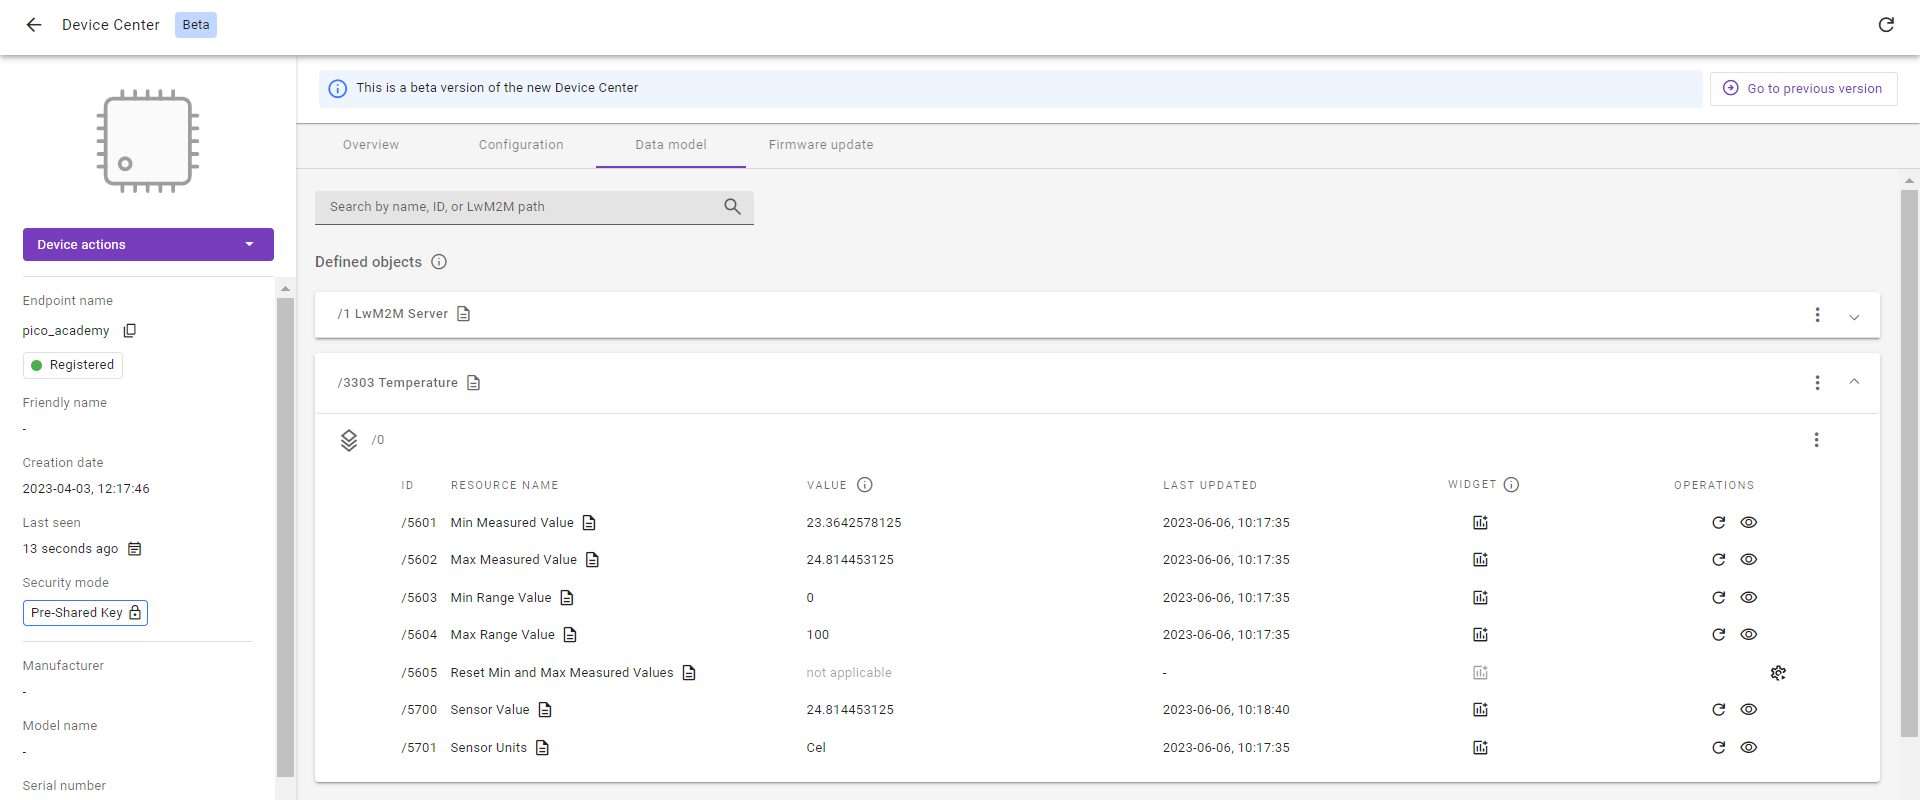 Device Center Beta
This is a beta version of the new Device Center
Go to previous version
Overview Configuration Data model Firmware update
Device actions
Endpoint name
pico_academy
Registered
Friendly name
-
Creation date
2023-04-03, 12:17:46
Last seen
13 seconds ago
Security mode
Pre-Shared Key
Manufacturer
-
Model name
-
Serial number
Search by name, ID, or LwM2M path
Defined objects
/1 LwM2M Server
/3303 Temperature
/0
ID RESOURCE NAME VALUE LAST UPDATED WIDGET OPERATIONS
/5601 Min Measured Value 23.3642578125 2023-06-06, 10:17:35
/5602 Max Measured Value 24.814453125 2023-06-06, 10:17:35
/5603 Min Range Value 0 2023-06-06, 10:17:35
/5604 Max Range Value 100 2023-06-06, 10:17:35
/5605 Reset Min and Max Measured Values not applicable -
/5700 Sensor Value 24.814453125 2023-06-06, 10:18:40
/5701 Sensor Units Cel 2023-06-06, 10:17:35